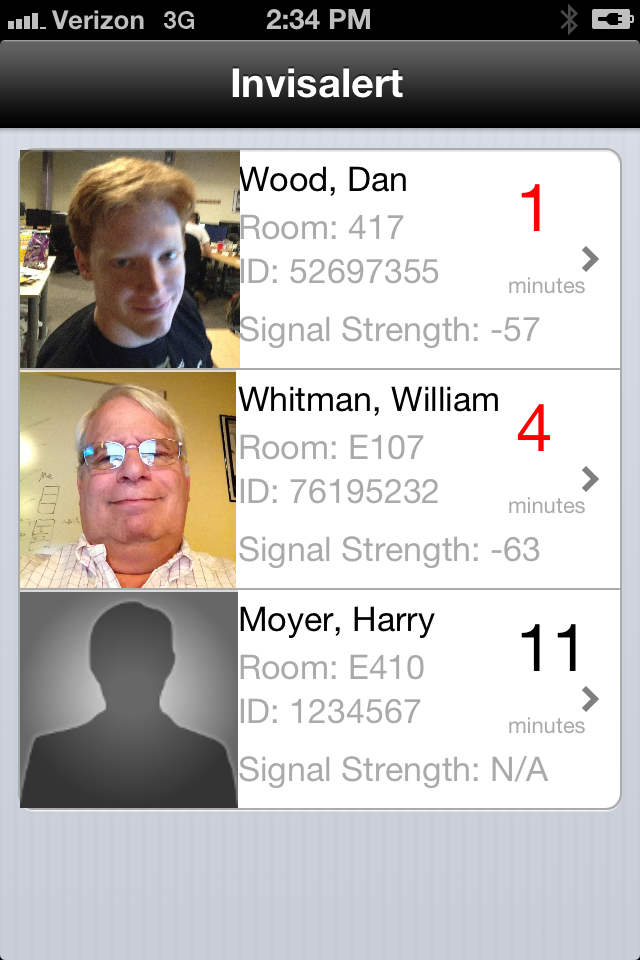 Verizon 3G 2:34 PM
Invisalert
Wood, Dan
1
Room: 417
ID: 52697355
minutes
Signal Strength: -57
Whitman, William
4
Room: E107
ID: 76195232
minutes
Signal Strength: -63
Moyer, Harry
11
Room: E410
ID: 1234567
minutes
Signal Strength: N/A